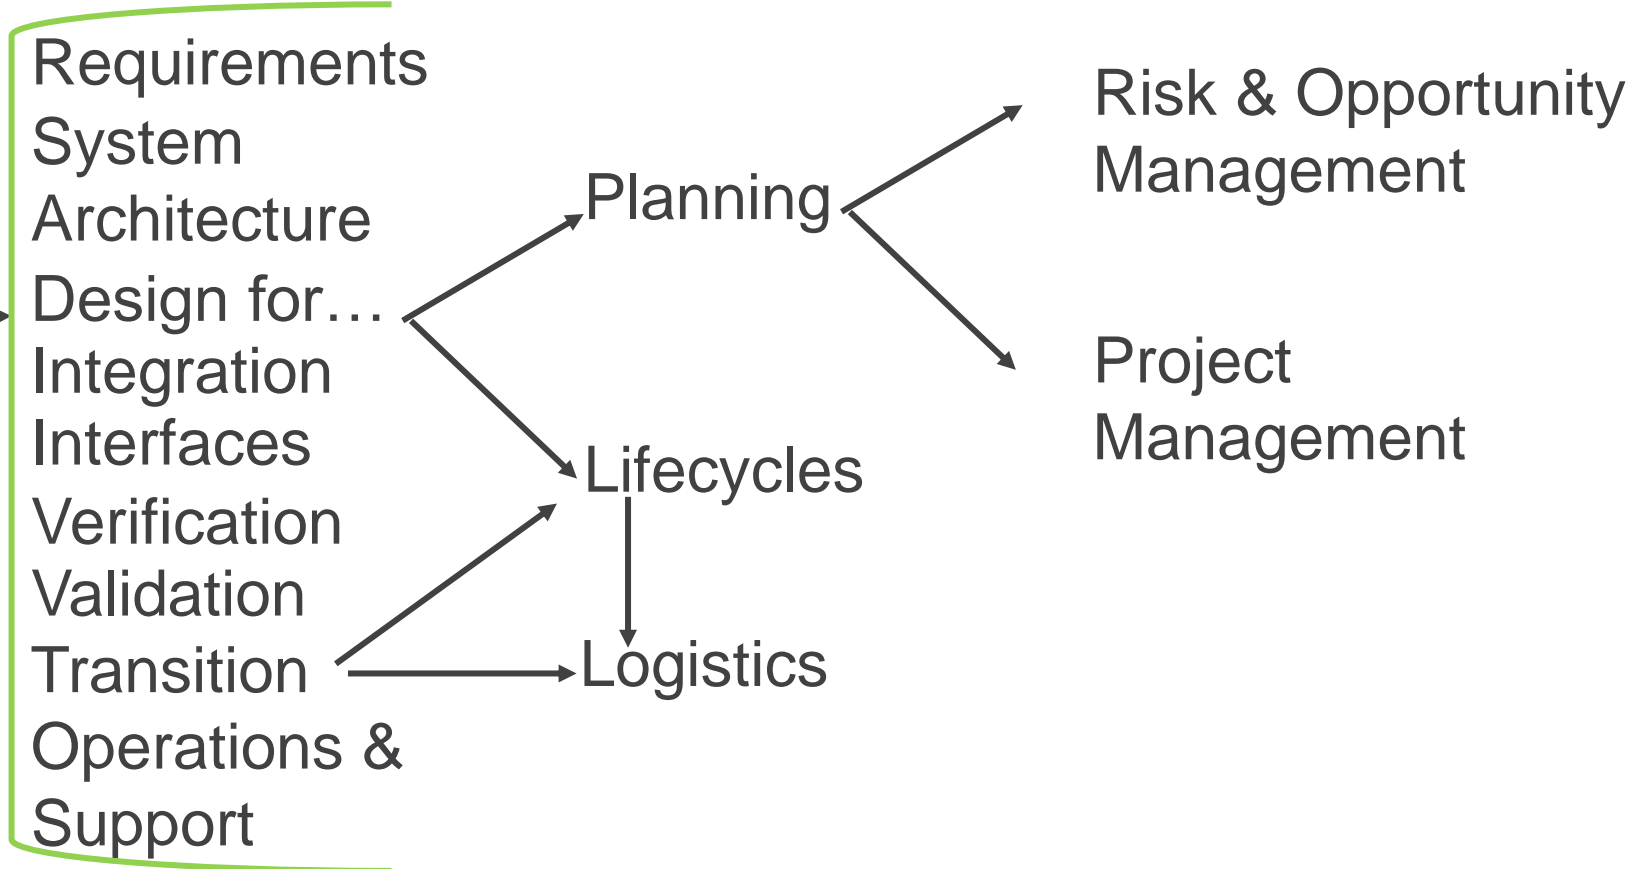 Requirements
System
Architecture
Design for…
Integration
Interfaces
Verification
Validation
Transition
Operations &
Support
Planning
Lifecycles
Logistics
Risk & Opportunity
Management
Project
Management